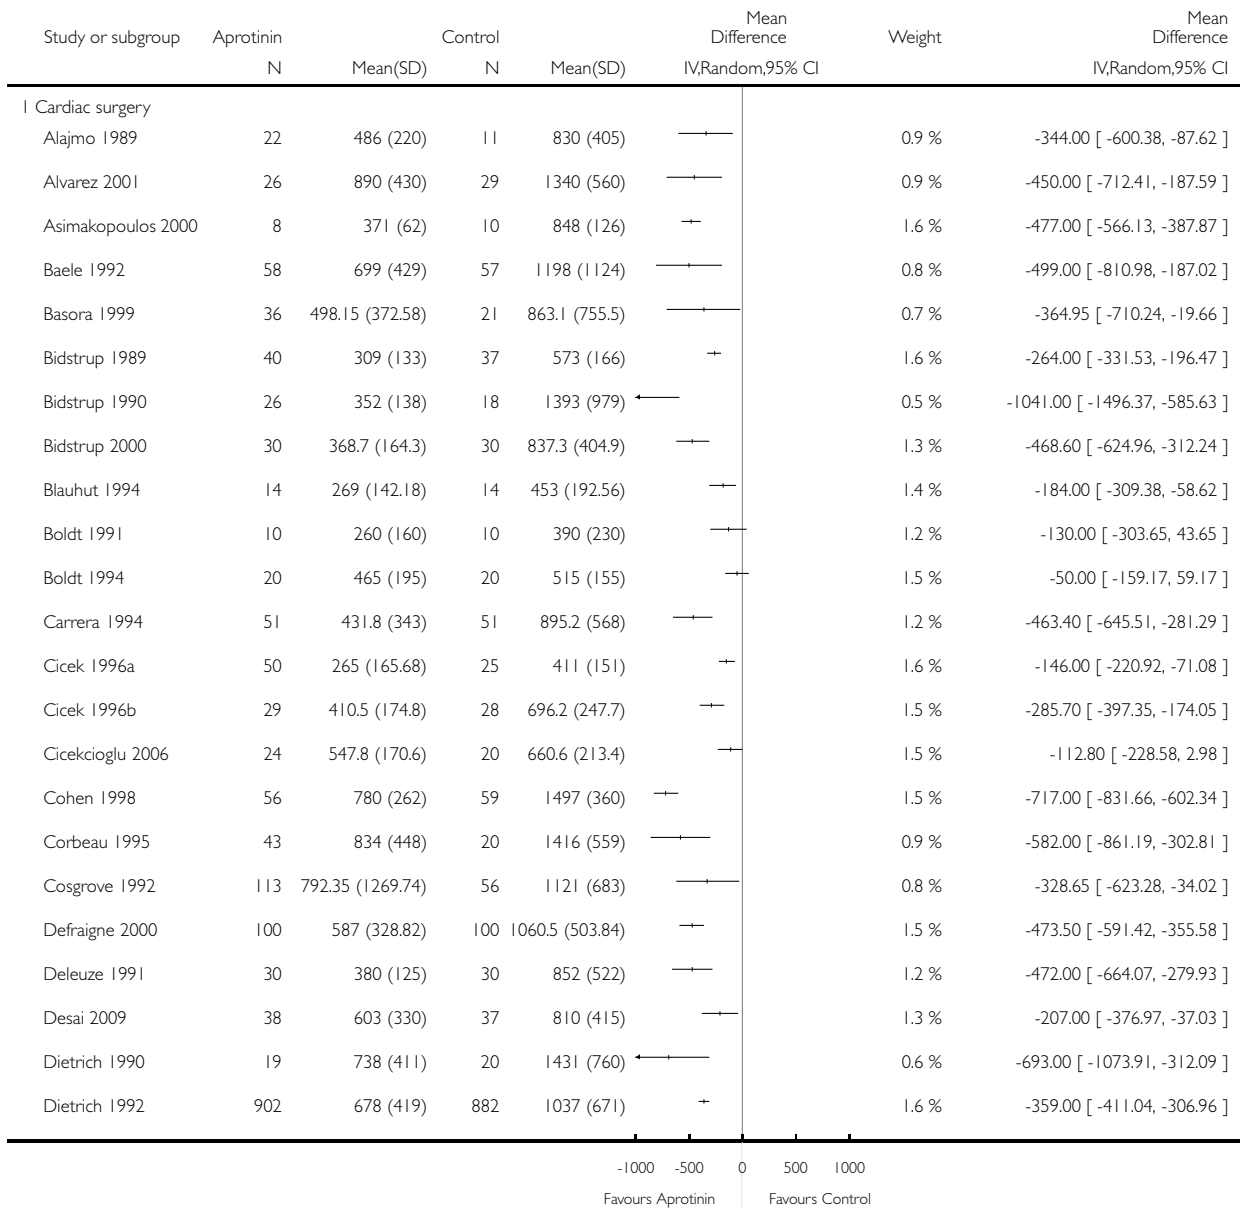 Mean Mean
Study or subgroup Aprotinin Control Difference Weight Difference
N Mean(SD) N Mean(SD) IV,Random,95% CI IV,Random,95% CI
1 Cardiac surgery
Alajmo 1989 22 486 (220) 11 830 (405) 0.9 % -344.00 [ -600.38, -87.62 ]
Alvarez 2001 26 890 (430) 29 1340 (560) 0.9 % -450.00 [ -712.41, -187.59 ]
Asimakopoulos 2000 8 371 (62) 10 848 (126) 1.6 % -477.00 [ -566.13, -387.87 ]
Baele 1992 58 699 (429) 57 1198 (1124) 0.8 % -499.00 [ -810.98, -187.02 ]
Basora 1999 36 498.15 (372.58) 21 863.1 (755.5) 0.7 % -364.95 [ -710.24, -19.66 ]
Bidstrup 1989 40 309 (133) 37 573 (166) 1.6 % -264.00 [ -331.53, -196.47 ]
Bidstrup 1990 26 352 (138) 18 1393 (979) 0.5 % -1041.00 [ -1496.37, -585.63 ]
Bidstrup 2000 30 368.7 (164.3) 30 837.3 (404.9) 1.3 % -468.60 [ -624.96, -312.24 ]
Blauhut 1994 14 269 (142.18) 14 453 (192.56) 1.4 % -184.00 [ -309.38, -58.62 ]
Boldt 1991 10 260 (160) 10 390 (230) 1.2 % -130.00 [ -303.65, 43.65 ]
Boldt 1994 20 465 (195) 20 515 (155) 1.5 % -50.00 [ -159.17, 59.17 ]
Carrera 1994 51 431.8 (343) 51 895.2 (568) 1.2 % -463.40 [ -645.51, -281.29 ]
Cicek 1996a 50 265 (165.68) 25 411 (151) 1.6 % -146.00 [ -220.92, -71.08 ]
Cicek 1996b 29 410.5 (174.8) 28 696.2 (247.7) 1.5 % -285.70 [ -397.35, -174.05 ]
Cicekcioglu 2006 24 547.8 (170.6) 20 660.6 (213.4) 1.5 % -112.80 [ -228.58, 2.98 ]
Cohen 1998 56 780 (262) 59 1497 (360) 1.5 % -717.00 [ -831.66, -602.34 ]
Corbeau 1995 43 834 (448) 20 1416 (559) 0.9 % -582.00 [ -861.19, -302.81 ]
Cosgrove 1992 113 792.35 (1269.74) 56 1121 (683) 0.8 % -328.65 [ -623.28, -34.02 ]
Defraigne 2000 100 587 (328.82) 100 1060.5 (503.84) 1.5 % -473.50 [ -591.42, -355.58 ]
Deleuze 1991 30 380 (125) 30 852 (522) 1.2 % -472.00 [ -664.07, -279.93 ]
Desai 2009 38 603 (330) 37 810 (415) 1.3 % -207.00 [ -376.97, -37.03 ]
Dietrich 1990 19 738 (411) 20 1431 (760) 0.6 % -693.00 [ -1073.91, -312.09 ]
Dietrich 1992 902 678 (419) 882 1037 (671) 1.6 % -359.00 [ -411.04, -306.96 ]
-1000 -500 0 500 1000
Favours Aprotinin Favours Control